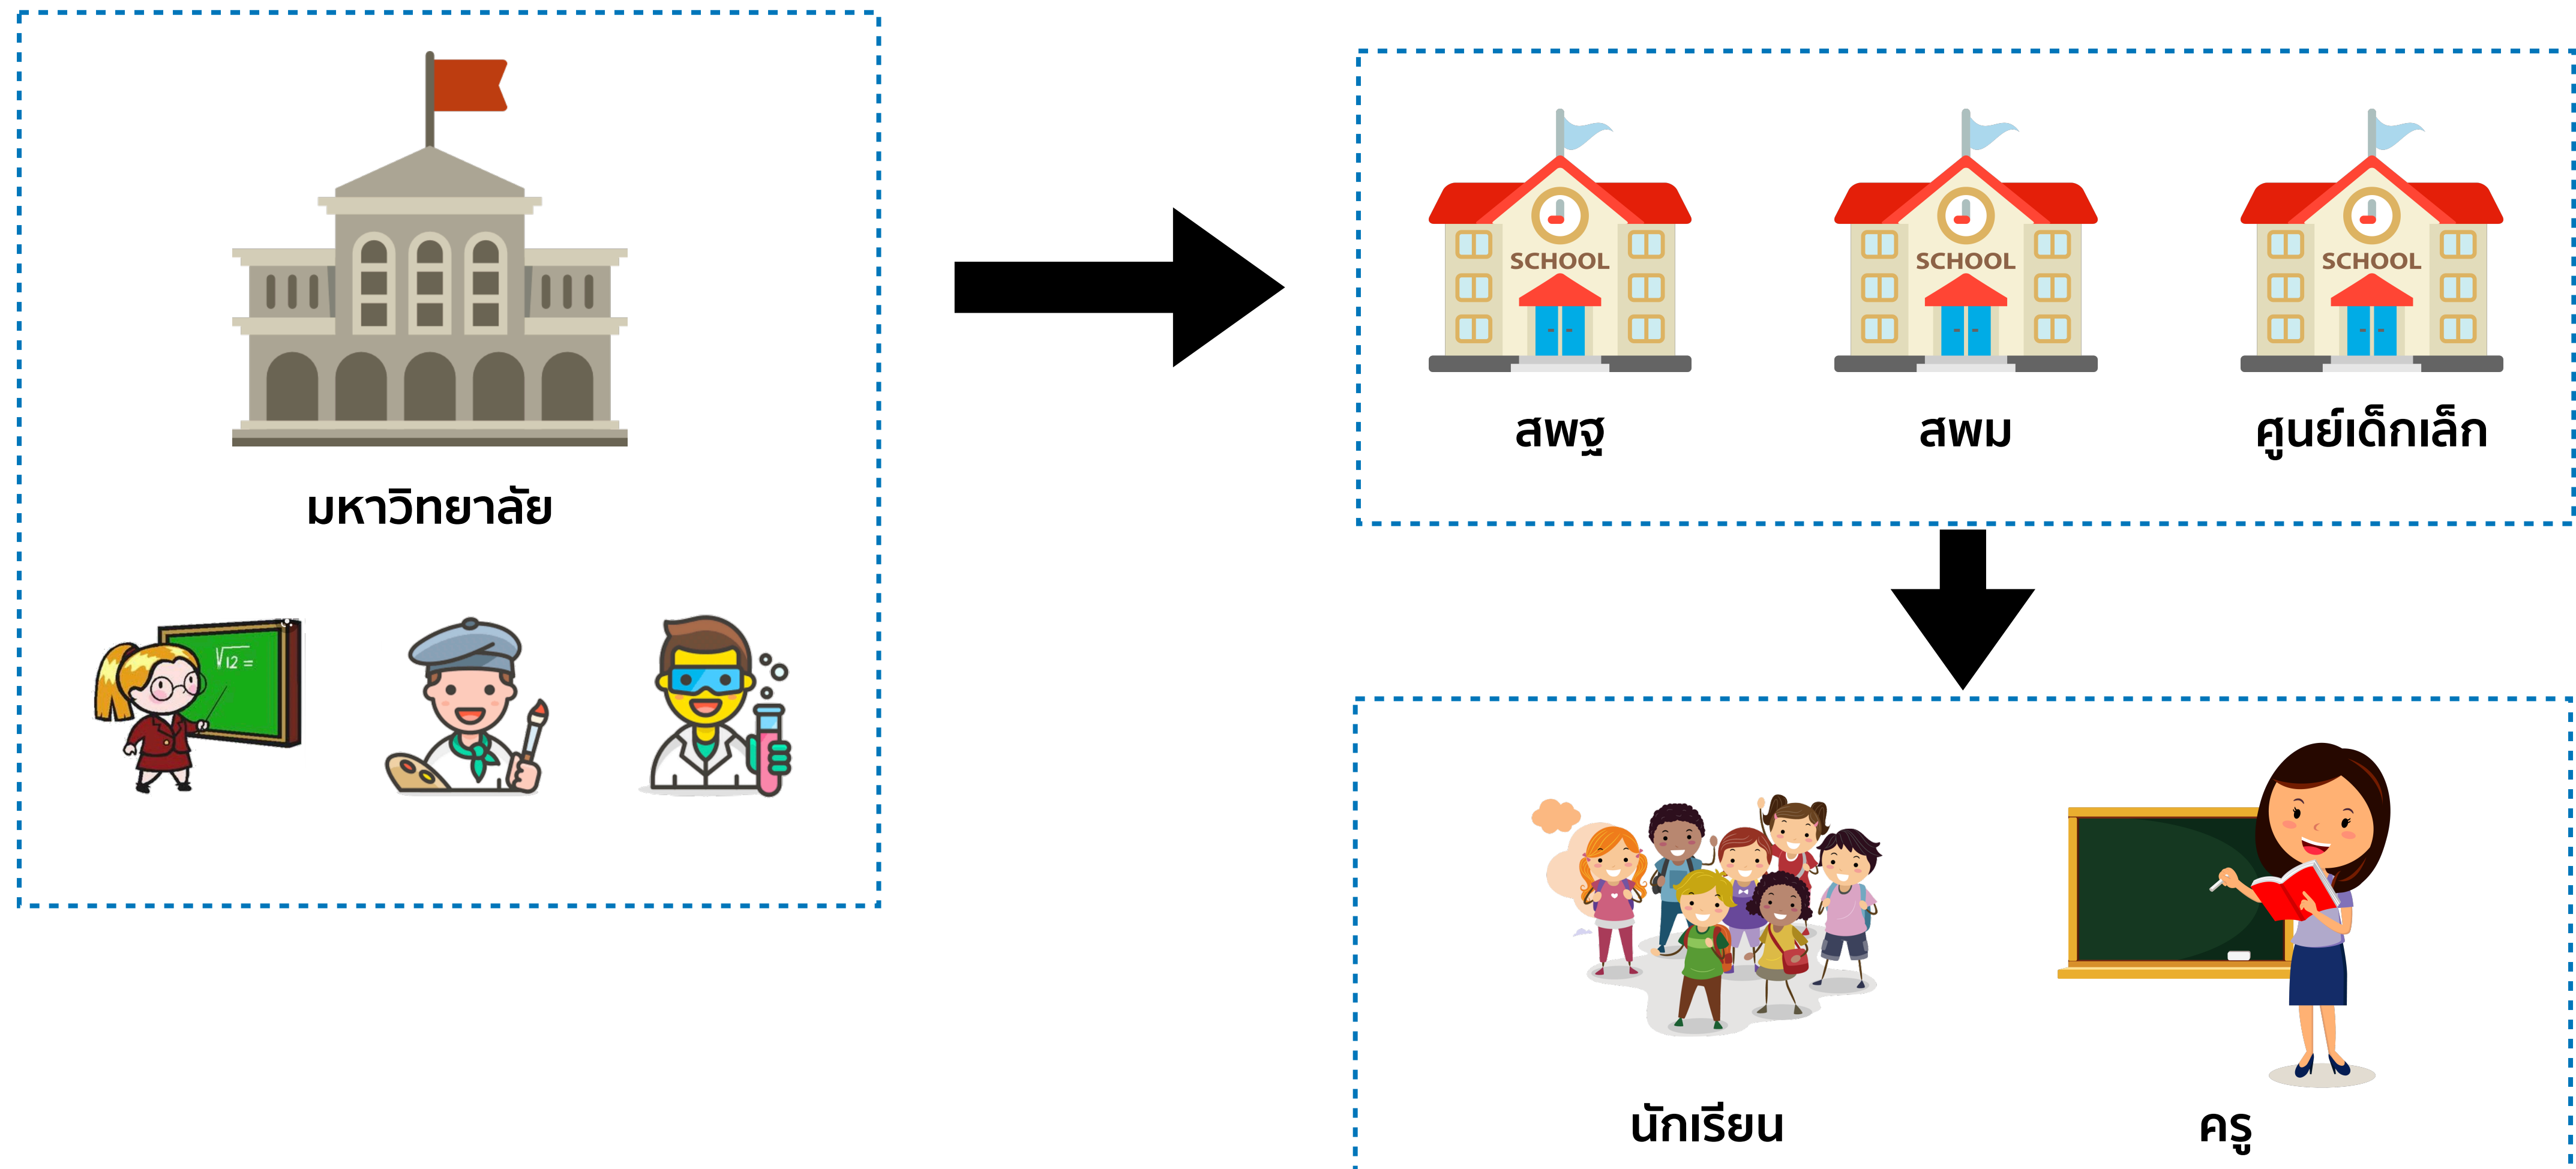 มหาวิทยาลัย
√12 =
SCHOOL
SCHOOL
SCHOOL
สพฐ
สพม
ศูนย์เด็กเล็ก
นักเรียน
ครู